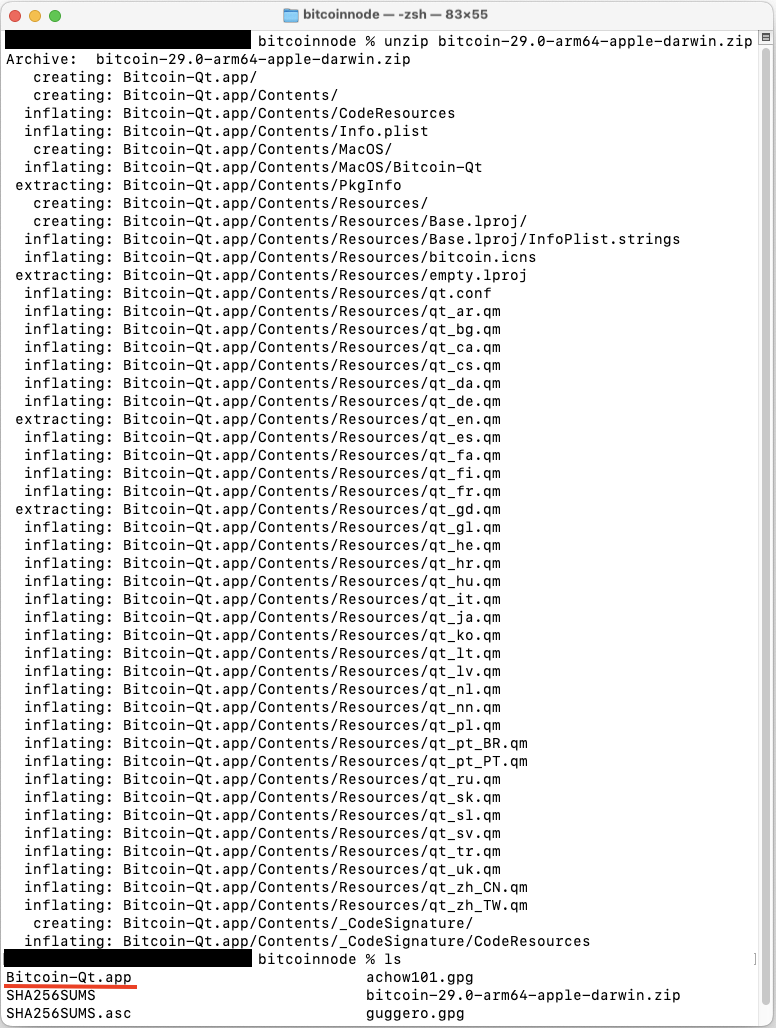 bitcoinnode — -zsh — 83×55
bitcoinnode % unzip bitcoin-29.0-arm64-apple-darwin.zip
Archive:  bitcoin-29.0-arm64-apple-darwin.zip
   creating: Bitcoin-Qt.app/
   creating: Bitcoin-Qt.app/Contents/
  inflating: Bitcoin-Qt.app/Contents/CodeResources
  inflating: Bitcoin-Qt.app/Contents/Info.plist
   creating: Bitcoin-Qt.app/Contents/MacOS/
  inflating: Bitcoin-Qt.app/Contents/MacOS/Bitcoin-Qt
 extracting: Bitcoin-Qt.app/Contents/PkgInfo
   creating: Bitcoin-Qt.app/Contents/Resources/
   creating: Bitcoin-Qt.app/Contents/Resources/Base.lproj/
  inflating: Bitcoin-Qt.app/Contents/Resources/Base.lproj/InfoPlist.strings
  inflating: Bitcoin-Qt.app/Contents/Resources/bitcoin.icns
 extracting: Bitcoin-Qt.app/Contents/Resources/empty.lproj
  inflating: Bitcoin-Qt.app/Contents/Resources/qt.conf
  inflating: Bitcoin-Qt.app/Contents/Resources/qt_ar.qm
  inflating: Bitcoin-Qt.app/Contents/Resources/qt_bg.qm
  inflating: Bitcoin-Qt.app/Contents/Resources/qt_ca.qm
  inflating: Bitcoin-Qt.app/Contents/Resources/qt_cs.qm
  inflating: Bitcoin-Qt.app/Contents/Resources/qt_da.qm
  inflating: Bitcoin-Qt.app/Contents/Resources/qt_de.qm
 extracting: Bitcoin-Qt.app/Contents/Resources/qt_en.qm
  inflating: Bitcoin-Qt.app/Contents/Resources/qt_es.qm
  inflating: Bitcoin-Qt.app/Contents/Resources/qt_fa.qm
  inflating: Bitcoin-Qt.app/Contents/Resources/qt_fi.qm
  inflating: Bitcoin-Qt.app/Contents/Resources/qt_fr.qm
 extracting: Bitcoin-Qt.app/Contents/Resources/qt_gd.qm
  inflating: Bitcoin-Qt.app/Contents/Resources/qt_gl.qm
  inflating: Bitcoin-Qt.app/Contents/Resources/qt_he.qm
  inflating: Bitcoin-Qt.app/Contents/Resources/qt_hr.qm
  inflating: Bitcoin-Qt.app/Contents/Resources/qt_hu.qm
  inflating: Bitcoin-Qt.app/Contents/Resources/qt_it.qm
  inflating: Bitcoin-Qt.app/Contents/Resources/qt_ja.qm
  inflating: Bitcoin-Qt.app/Contents/Resources/qt_ko.qm
  inflating: Bitcoin-Qt.app/Contents/Resources/qt_lt.qm
  inflating: Bitcoin-Qt.app/Contents/Resources/qt_lv.qm
  inflating: Bitcoin-Qt.app/Contents/Resources/qt_nl.qm
  inflating: Bitcoin-Qt.app/Contents/Resources/qt_nn.qm
  inflating: Bitcoin-Qt.app/Contents/Resources/qt_pl.qm
  inflating: Bitcoin-Qt.app/Contents/Resources/qt_pt_BR.qm
  inflating: Bitcoin-Qt.app/Contents/Resources/qt_pt_PT.qm
  inflating: Bitcoin-Qt.app/Contents/Resources/qt_ru.qm
  inflating: Bitcoin-Qt.app/Contents/Resources/qt_sk.qm
  inflating: Bitcoin-Qt.app/Contents/Resources/qt_sl.qm
  inflating: Bitcoin-Qt.app/Contents/Resources/qt_sv.qm
  inflating: Bitcoin-Qt.app/Contents/Resources/qt_tr.qm
  inflating: Bitcoin-Qt.app/Contents/Resources/qt_uk.qm
  inflating: Bitcoin-Qt.app/Contents/Resources/qt_zh_CN.qm
  inflating: Bitcoin-Qt.app/Contents/Resources/qt_zh_TW.qm
   creating: Bitcoin-Qt.app/Contents/_CodeSignature/
  inflating: Bitcoin-Qt.app/Contents/_CodeSignature/CodeResources
bitcoinnode % ls ]
Bitcoin-Qt.app achow101.gpg
SHA256SUMS bitcoin-29.0-arm64-apple-darwin.zip
SHA256SUMS.asc guggero.gpg